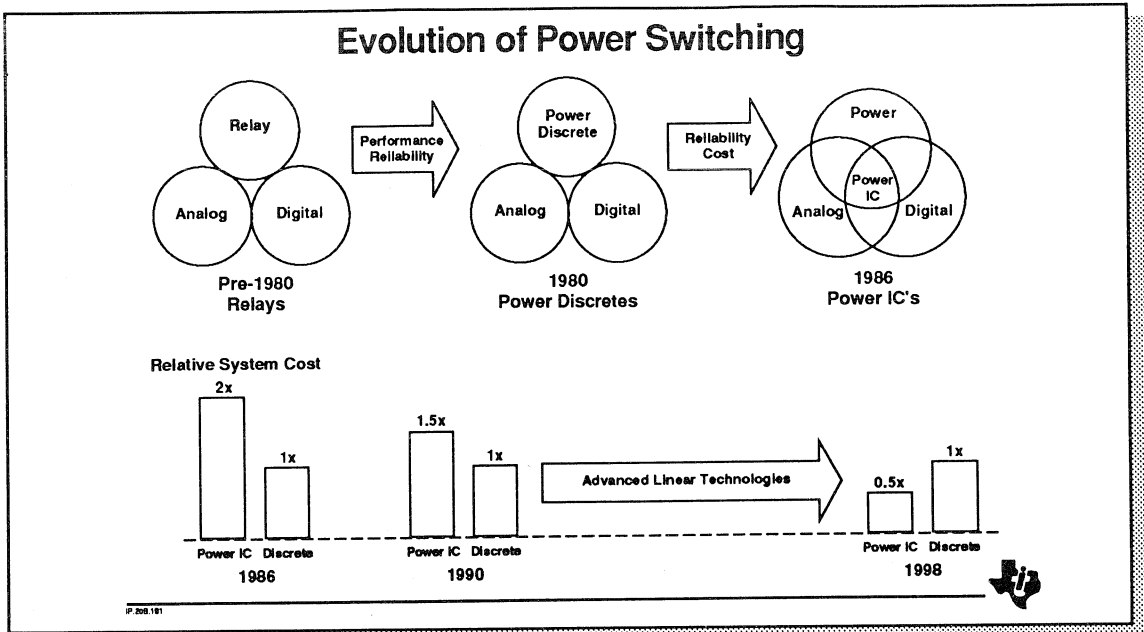 Evolution of Power Switching
Relay
Analog
Digital
Pre-1980
Relays
Performance
Reliability
Power
Discrete
Analog
Digital
1980
Power Discretes
Reliability
Cost
Power
Power
IC
Analog
Digital
1986
Power IC's
Relative System Cost
2x
1x
Power IC
Discrete
1986
1.5x
1x
Power IC
Discrete
1990
Advanced Linear Technologies
0.5x
1x
Power IC
Discrete
1998